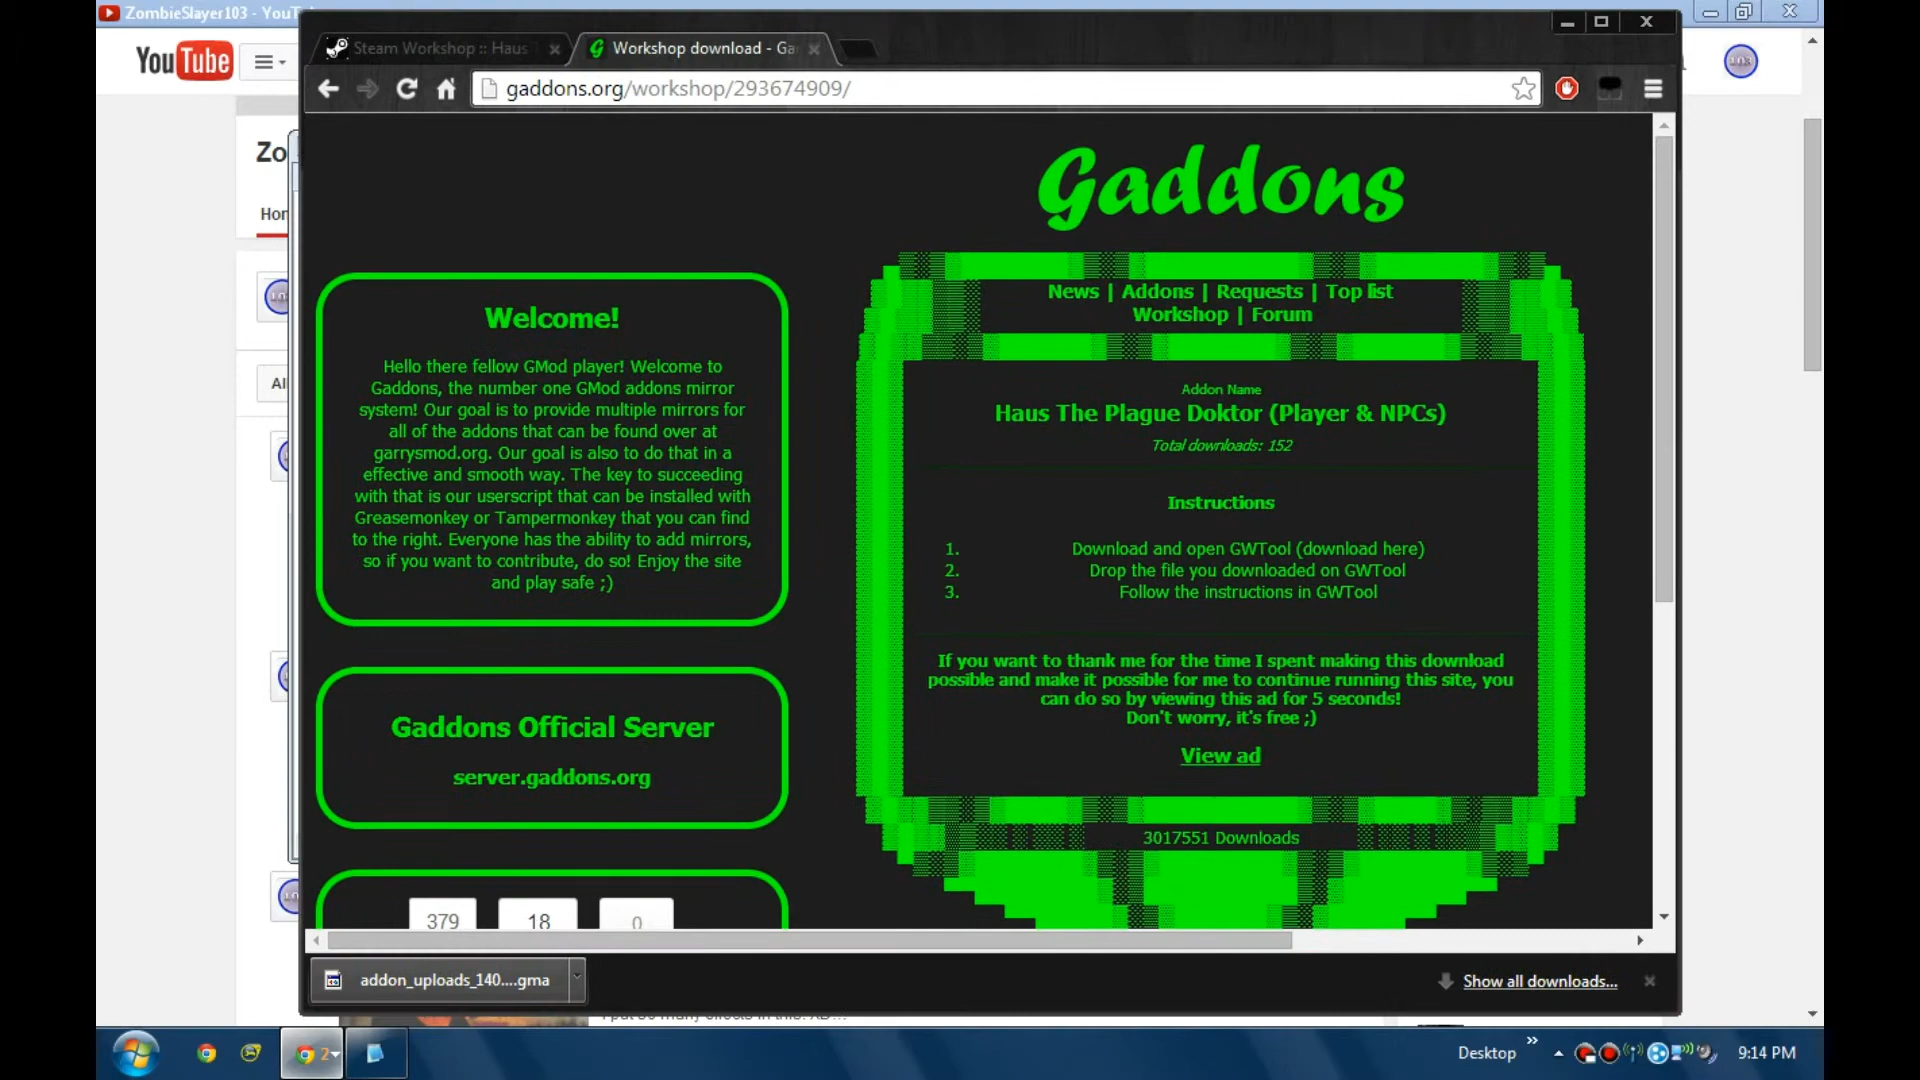 ZombieSlayer103 - YouT
YouTube
103
Zo
Hor
Al
Steam Workshop :: Haus T
Workshop download - Ga
gaddons.org/workshop/293674909/
Gaddons
News | Addons | Requests | Top list
Workshop | Forum
Welcome!
Hello there fellow GMod player! Welcome to
Gaddons, the number one GMod addons mirror
system! Our goal is to provide multiple mirrors for
all of the addons that can be found over at
garrysmod.org. Our goal is also to do that in a
effective and smooth way. The key to succeeding
with that is our userscript that can be installed with
Greasemonkey or Tampermonkey that you can find
to the right. Everyone has the ability to add mirrors,
so if you want to contribute, do so! Enjoy the site
and play safe ;)
Gaddons Official Server
server.gaddons.org
379 18 0
Addon Name
Haus The Plague Doktor (Player & NPCs)
Total downloads: 152
Instructions
1. Download and open GWTool (download here)
2. Drop the file you downloaded on GWTool
3. Follow the instructions in GWTool
If you want to thank me for the time I spent making this download
possible and make it possible for me to continue running this site, you
can do so by viewing this ad for 5 seconds!
Don't worry, it's free ;)
View ad
3017551 Downloads
addon_uploads_140....gma
Show all downloads...
2
Desktop
9:14 PM